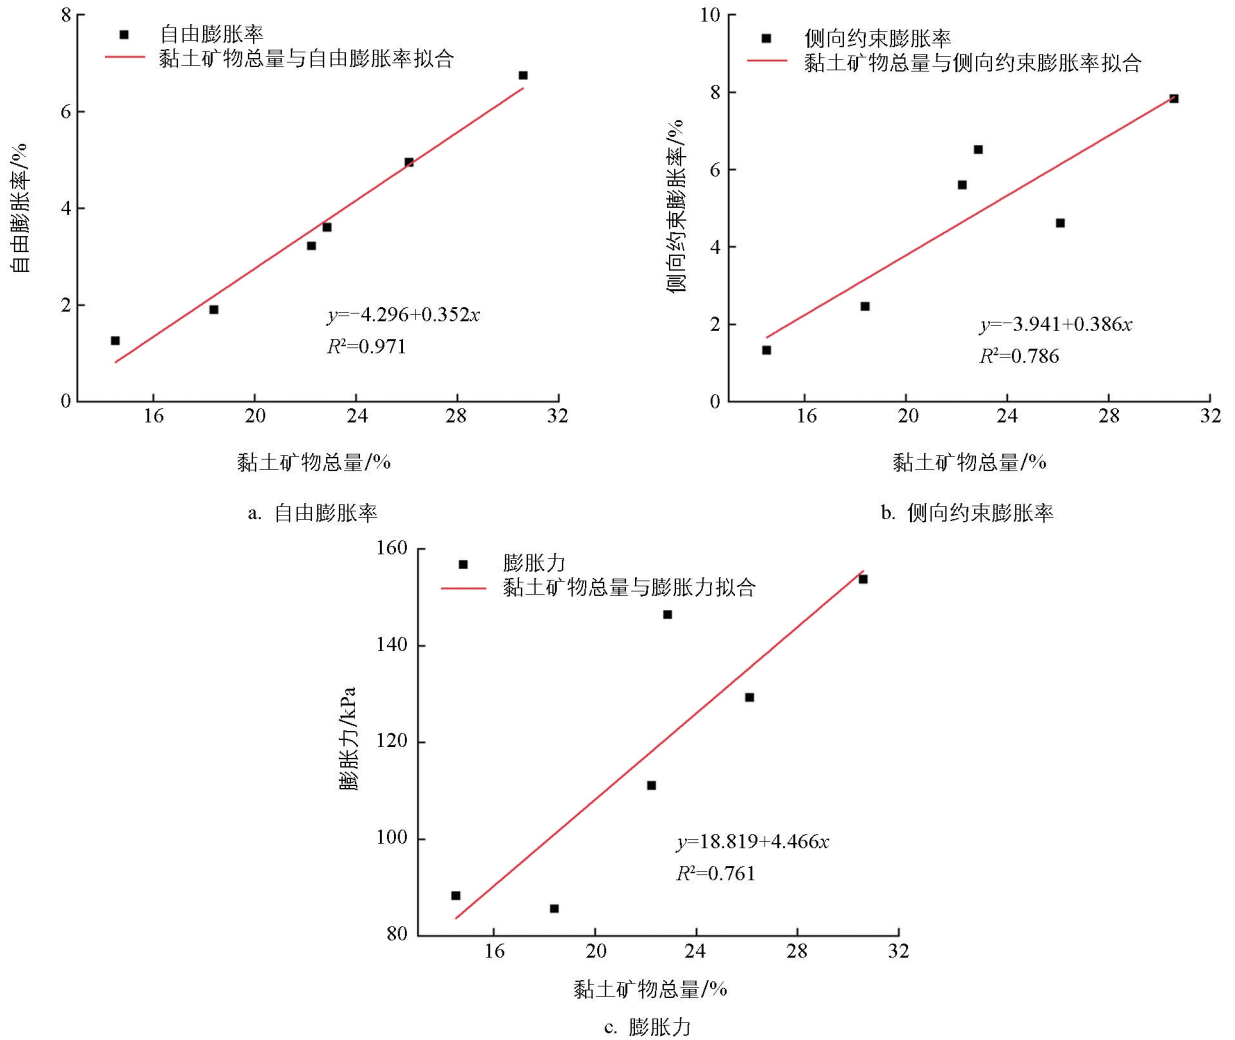 自由膨胀率
黏土矿物总量与自由膨胀率拟合
8
6
4
2
0
自由膨胀率/%
y=−4.296+0.352x
R²=0.971
16 20 24 28 32
黏土矿物总量/%
a. 自由膨胀率
侧向约束膨胀率
黏土矿物总量与侧向约束膨胀率拟合
10
8
6
4
2
0
侧向约束膨胀率/%
y=−3.941+0.386x
R²=0.786
16 20 24 28 32
黏土矿物总量/%
b. 侧向约束膨胀率
膨胀力
黏土矿物总量与膨胀力拟合
160
140
120
100
80
膨胀力/kPa
y=18.819+4.466x
R²=0.761
16 20 24 28 32
黏土矿物总量/%
c. 膨胀力